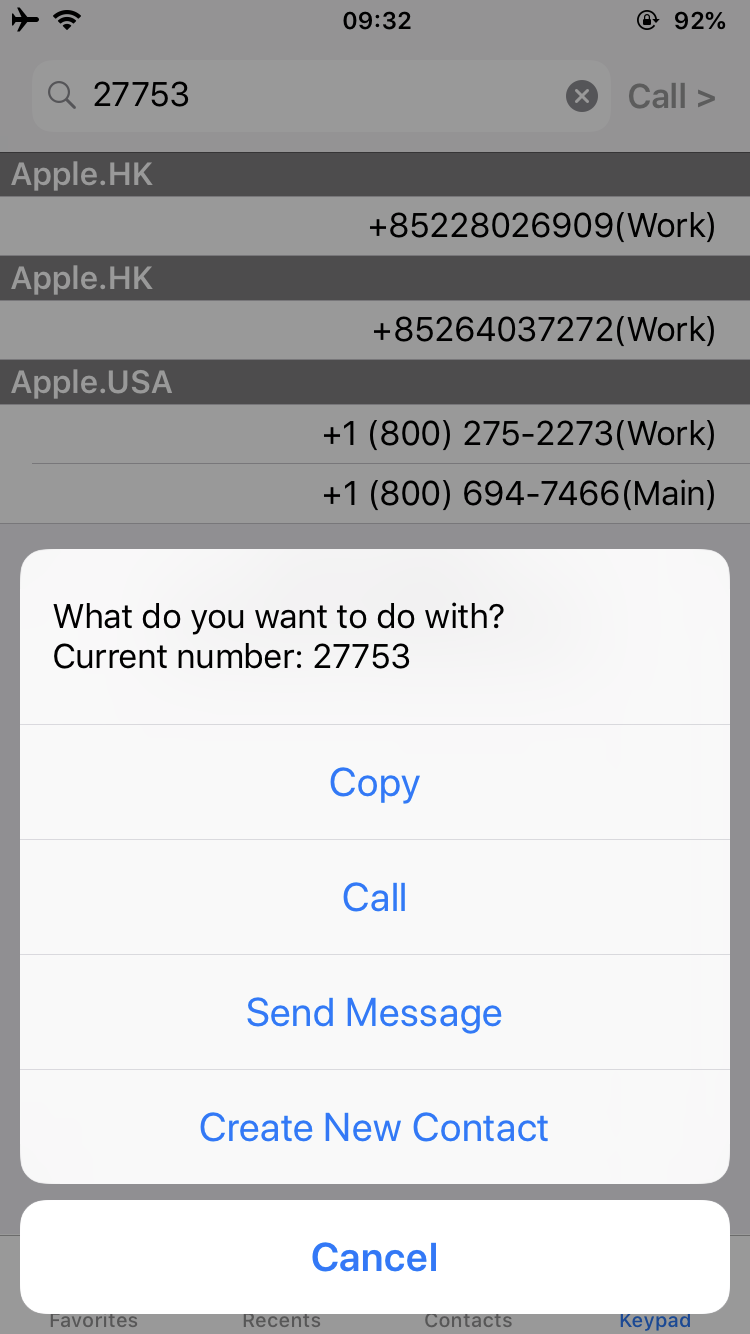 09:32
92%
27753
Call >
Apple.HK
+85228026909(Work)
Apple.HK
+85264037272(Work)
Apple.USA
+1 (800) 275-2273(Work)
+1 (800) 694-7466(Main)
What do you want to do with?
Current number: 27753
Copy
Call
Send Message
Create New Contact
Cancel
Favorites
Recents
Contacts
Keypad